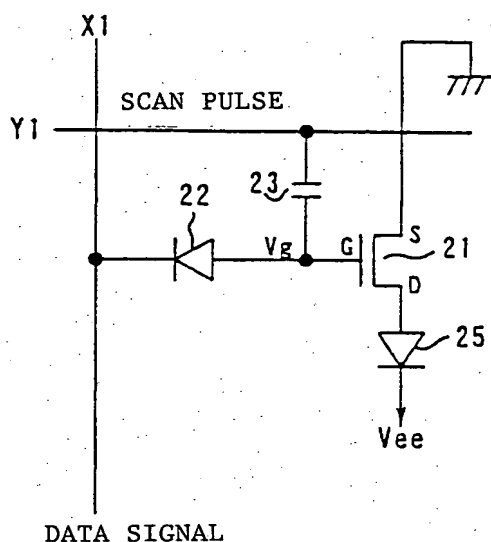 X1
SCAN PULSE
Y1
23
22
Vg
G
S
21
D
25
Vee
DATA SIGNAL